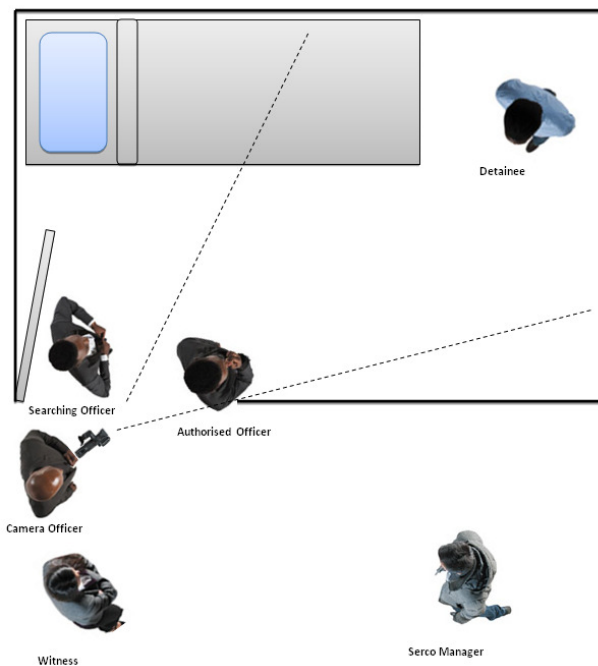 Detainee
Searching Officer
Authorised Officer
Camera Officer
Witness
Serco Manager